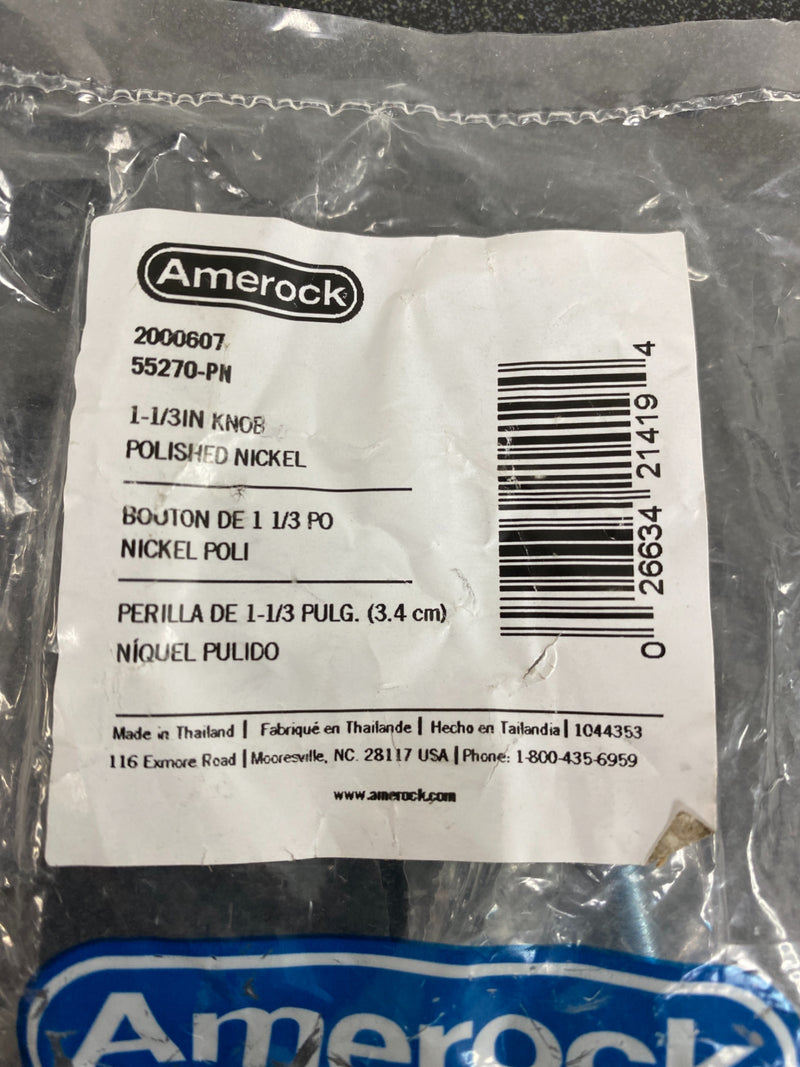 Amerock
2000607
55270-PN
1-1/3IN KNOB
POLISHED NICKEL
BOUTON DE 1 1/3 PO
NICKEL POLI
PERILLA DE 1-1/3 PULG. (3.4 cm)
NÍQUEL PULIDO
0 26634 21419 4
Made in Thailand | Fabriqué en Thailande | Hecho en Tailandia | 1044353
116 Exmore Road | Mooresville, NC. 28117 USA | Phone: 1-800-435-6959
www.amerock.com
Amerock